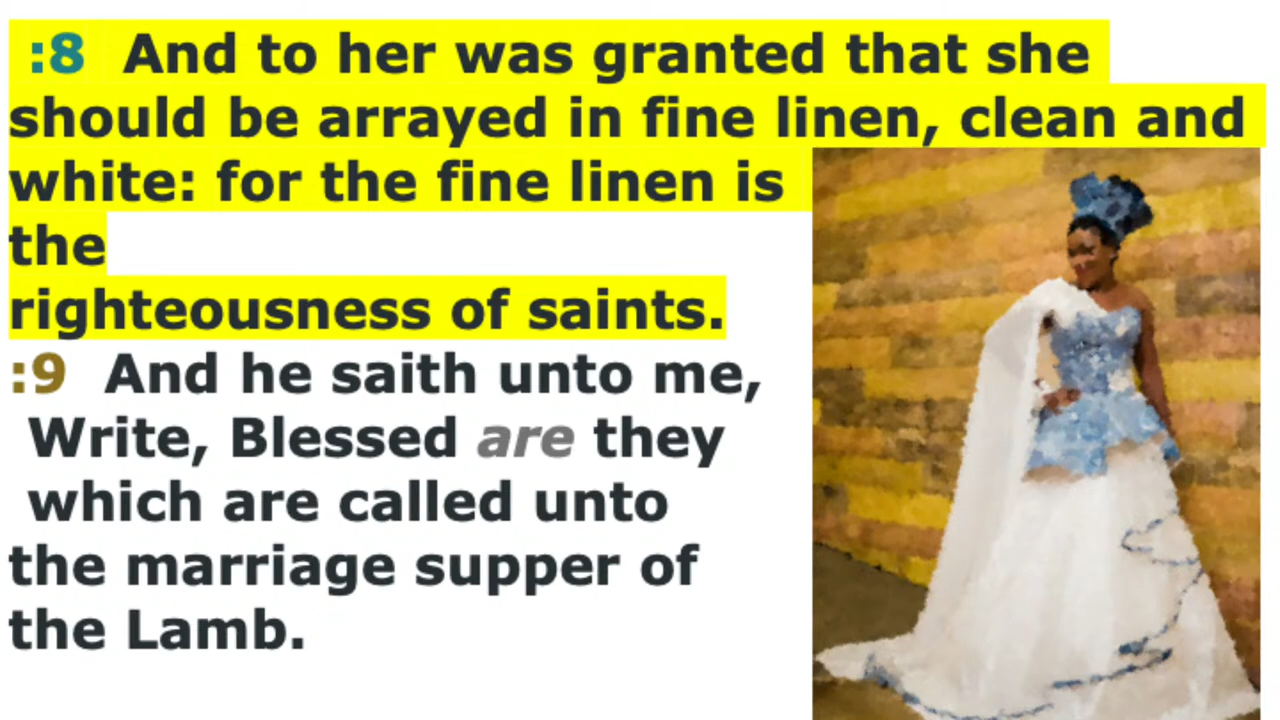 :8 And to her was granted that she
should be arrayed in fine linen, clean and
white: for the fine linen is
the
righteousness of saints.
:9 And he saith unto me,
Write, Blessed are they
which are called unto
the marriage supper of
the Lamb.